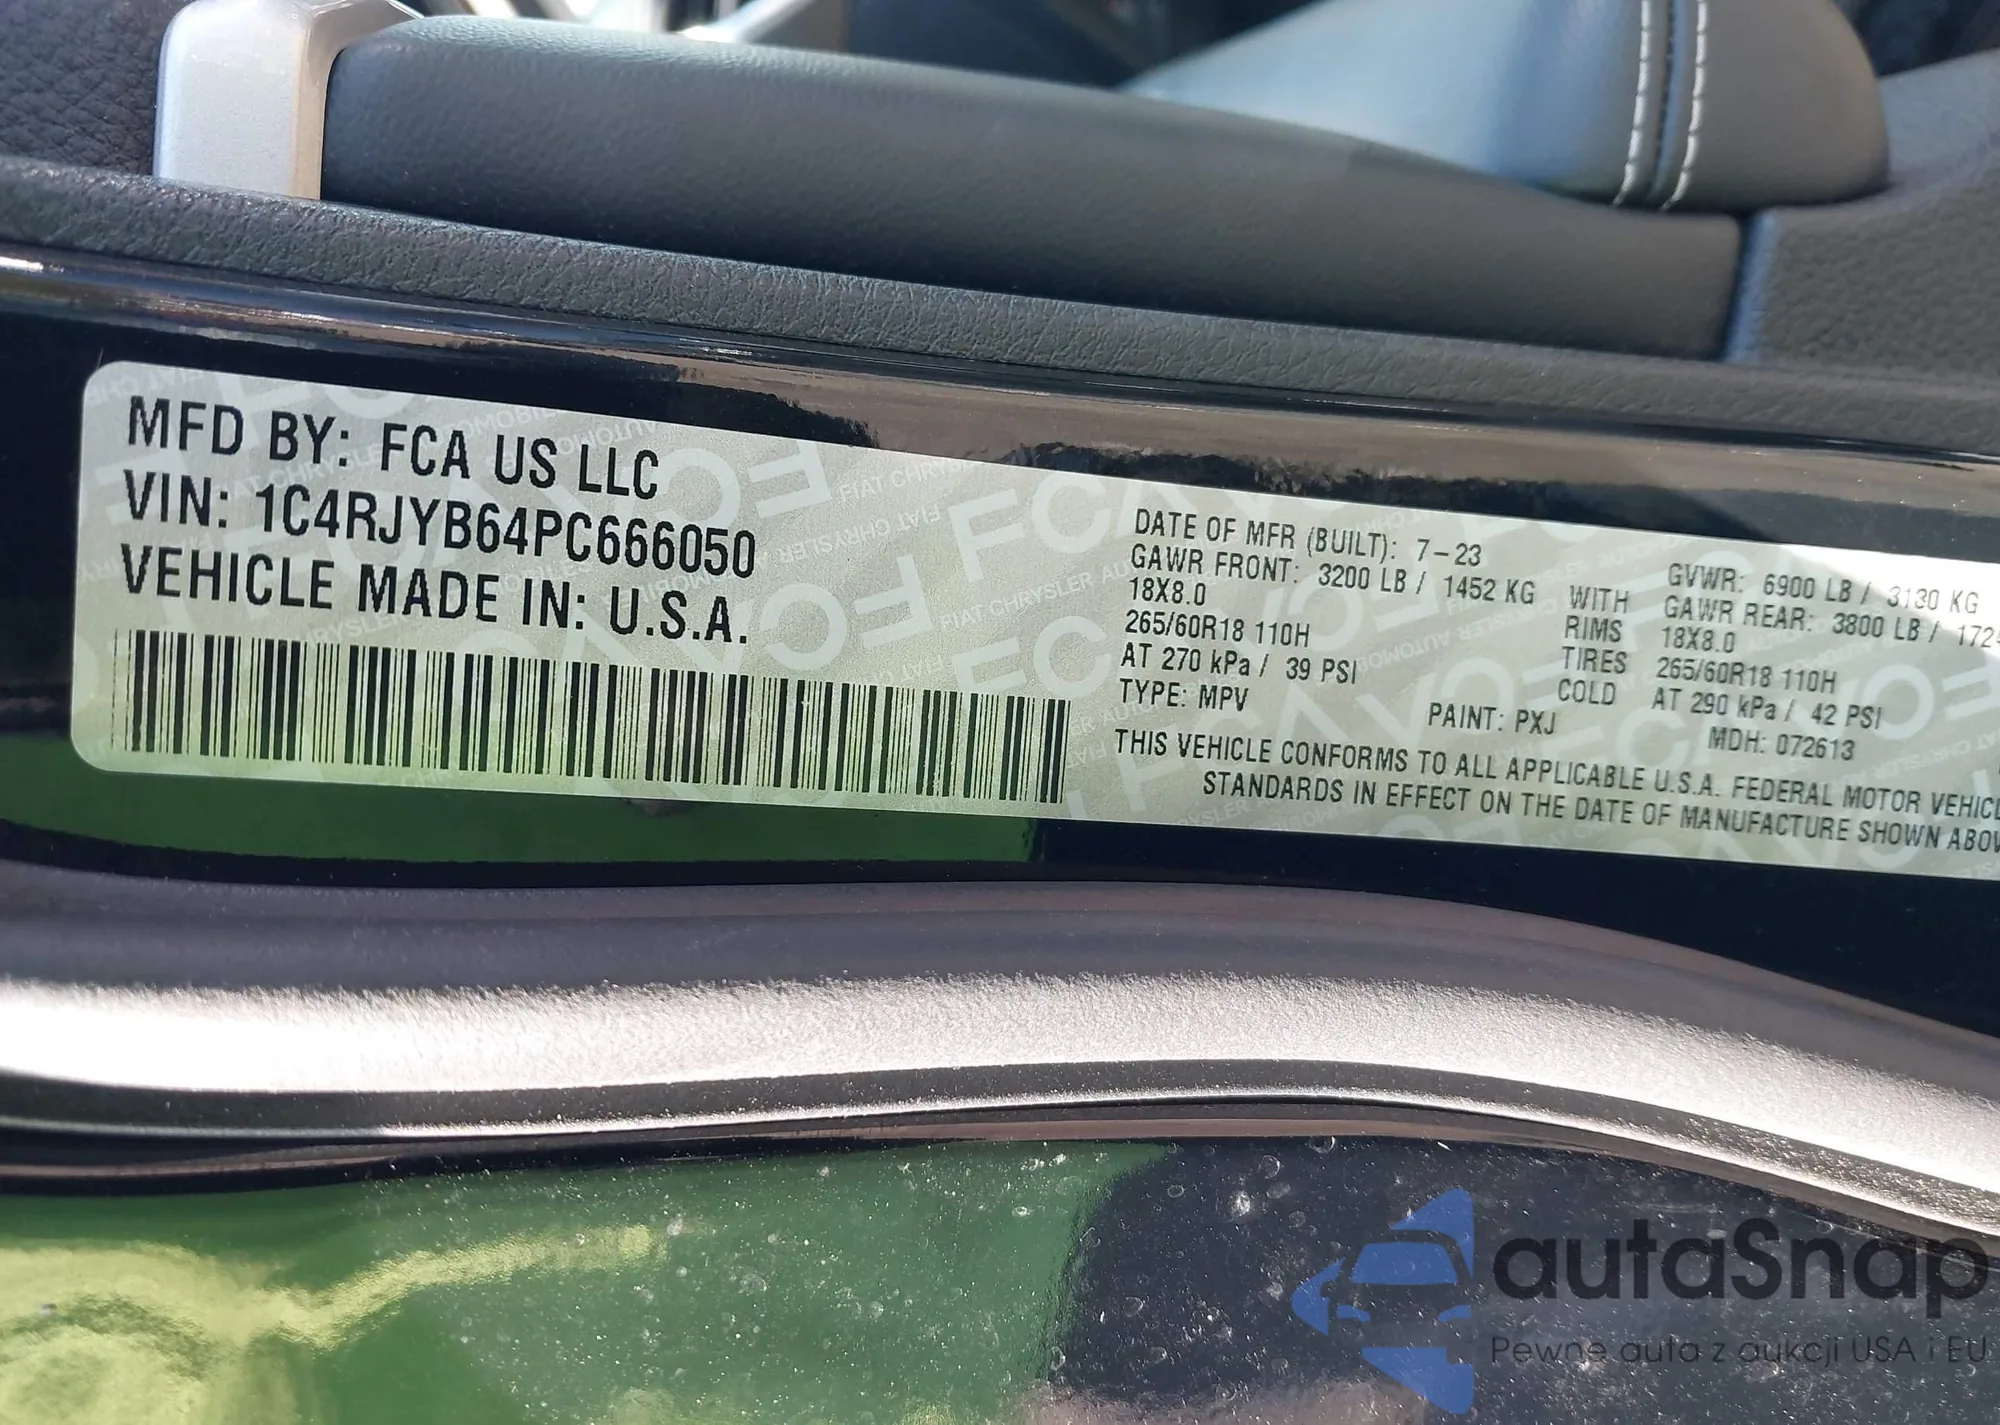 MFD BY: FCA US LLC
VIN: 1C4RJYB64PC666050
VEHICLE MADE IN: U.S.A.
DATE OF MFR (BUILT): 7-23 GVWR: 6900 LB / 3130 KG
GAWR FRONT: 3200 LB / 1452 KG WITH GAWR REAR: 3800 LB / 172
18X8.0 RIMS 18X8.0
265/60R18 110H TIRES 265/60R18 110H
AT 270 kPa / 39 PSI COLD AT 290 kPa / 42 PSI
TYPE: MPV PAINT: PXJ MDH: 072613
THIS VEHICLE CONFORMS TO ALL APPLICABLE U.S.A. FEDERAL MOTOR VEHICL
STANDARDS IN EFFECT ON THE DATE OF MANUFACTURE SHOWN ABOV
autaSnap
Pewne auta z aukcji USA i EU